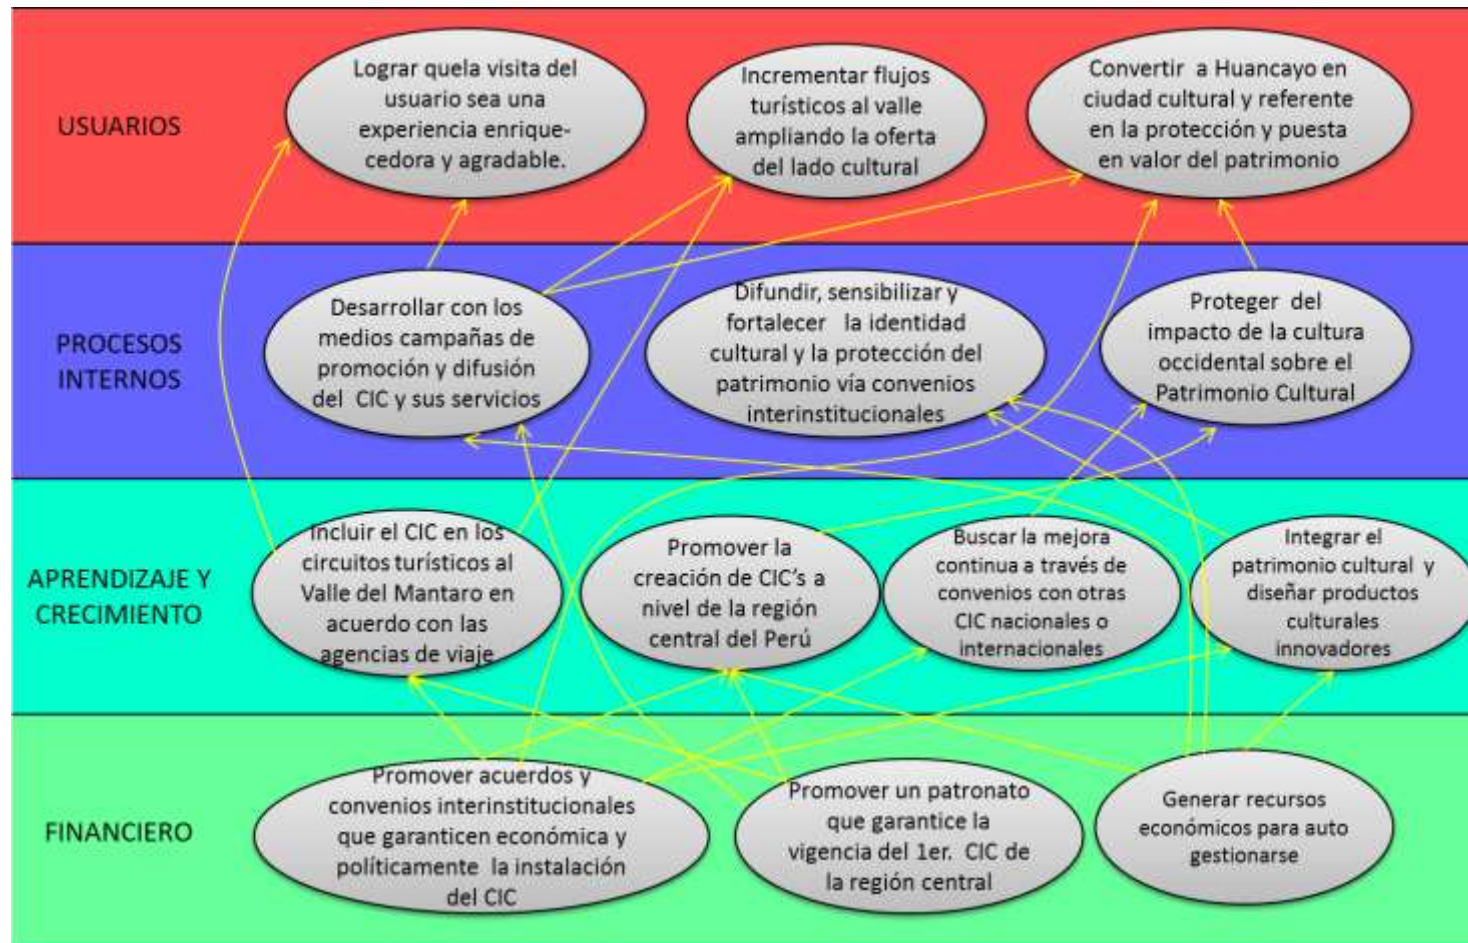 USUARIOS
Lograr quela visita del
usuario sea una
experiencia enrique-
cedora y agradable.
Incrementar flujos
turísticos al valle
ampliando la oferta
del lado cultural
Convertir a Huancayo en
ciudad cultural y referente
en la protección y puesta
en valor del patrimonio
PROCESOS
INTERNOS
Desarrollar con los
medios campañas de
promoción y difusión
del CIC y sus servicios
Difundir, sensibilizar y
fortalecer la identidad
cultural y la protección del
patrimonio vía convenios
interinstitucionales
Proteger del
impacto de la cultura
occidental sobre el
Patrimonio Cultural
APRENDIZAJE Y
CRECIMIENTO
Incluir el CIC en los
circuitos turísticos al
Valle del Mantaro en
acuerdo con las
agencias de viaje
Promover la
creación de CIC's a
nivel de la región
central del Perú
Buscar la mejora
continua a través de
convenios con otras
CIC nacionales o
internacionales
Integrar el
patrimonio cultural y
diseñar productos
culturales
innovadores
FINANCIERO
Promover acuerdos y
convenios interinstitucionales
que garanticen económica y
políticamente la instalación
del CIC
Promover un patronato
que garantice la
vigencia del 1er. CIC de
la región central
Generar recursos
económicos para auto
gestionarse